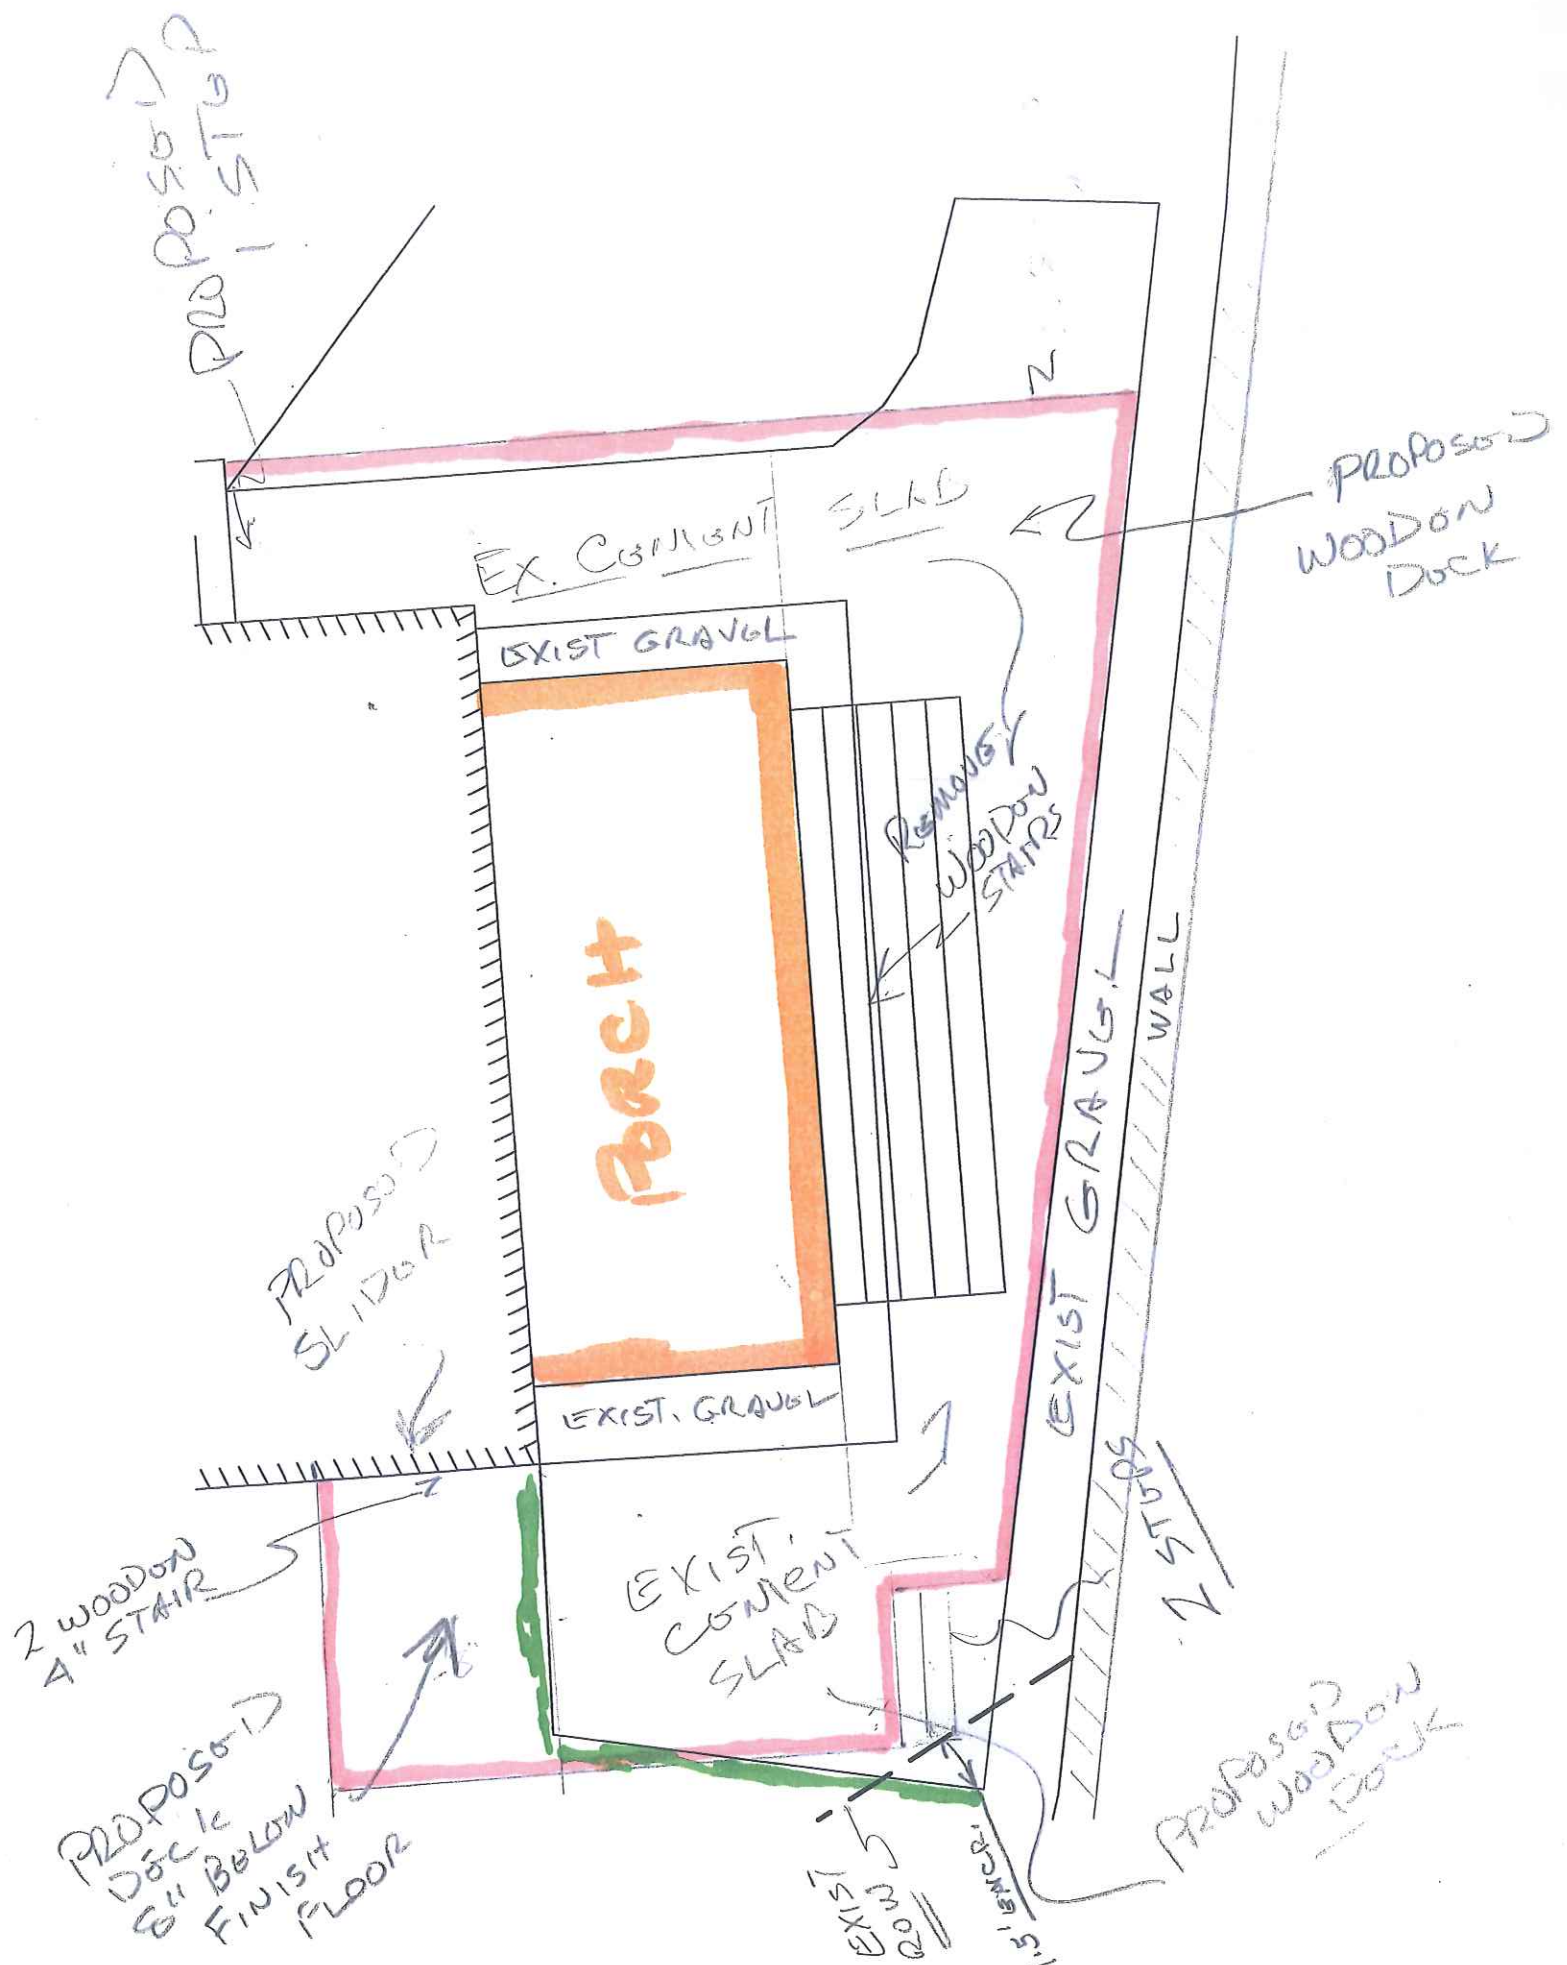 PROPOSED
1 STEP
N
PROPOSED
WOODEN
DECK
EX. CEMENT SLAB
EXIST GRAVEL
REMOVE
WOODEN
STAIRS
PORCH
EXIST GRAVEL
WALL
PROPOSED
SLIDER
EXIST. GRAVEL
2 STEPS
2 WOODEN
4" STAIR
EXIST.
CEMENT
SLAB
PROPOSED
DECK
8" BELOW
FINISH
FLOOR
EXIST
ROW 5
PROPOSED
WOODEN
DECK